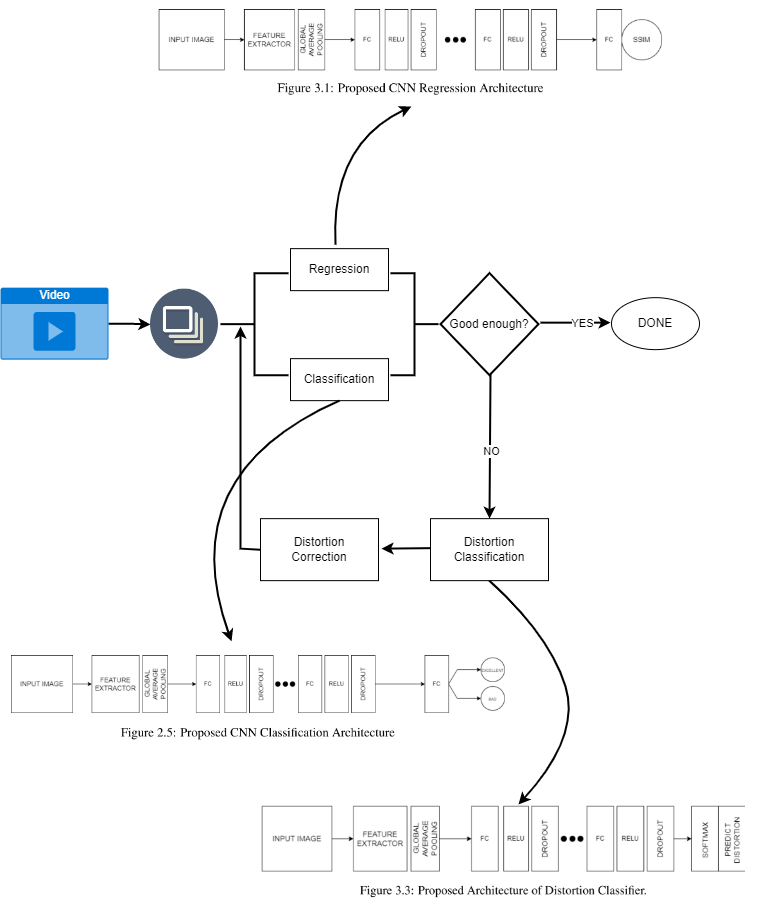 INPUT IMAGE
FEATURE
EXTRACTOR
GLOBAL
AVERAGE
POOLING
FC
RELU
DROPOUT
FC
RELU
DROPOUT
FC
SSIM
Figure 3.1: Proposed CNN Regression Architecture
Video
Regression
Classification
Good enough?
YES
DONE
NO
Distortion
Correction
Distortion
Classification
INPUT IMAGE
FEATURE
EXTRACTOR
GLOBAL
AVERAGE
POOLING
FC
RELU
DROPOUT
FC
RELU
DROPOUT
FC
EXCELLENT
BAD
Figure 2.5: Proposed CNN Classification Architecture
INPUT IMAGE
FEATURE
EXTRACTOR
GLOBAL
AVERAGE
POOLING
FC
RELU
DROPOUT
FC
RELU
DROPOUT
SOFTMAX
PREDICT
DISTORTION
Figure 3.3: Proposed Architecture of Distortion Classifier.